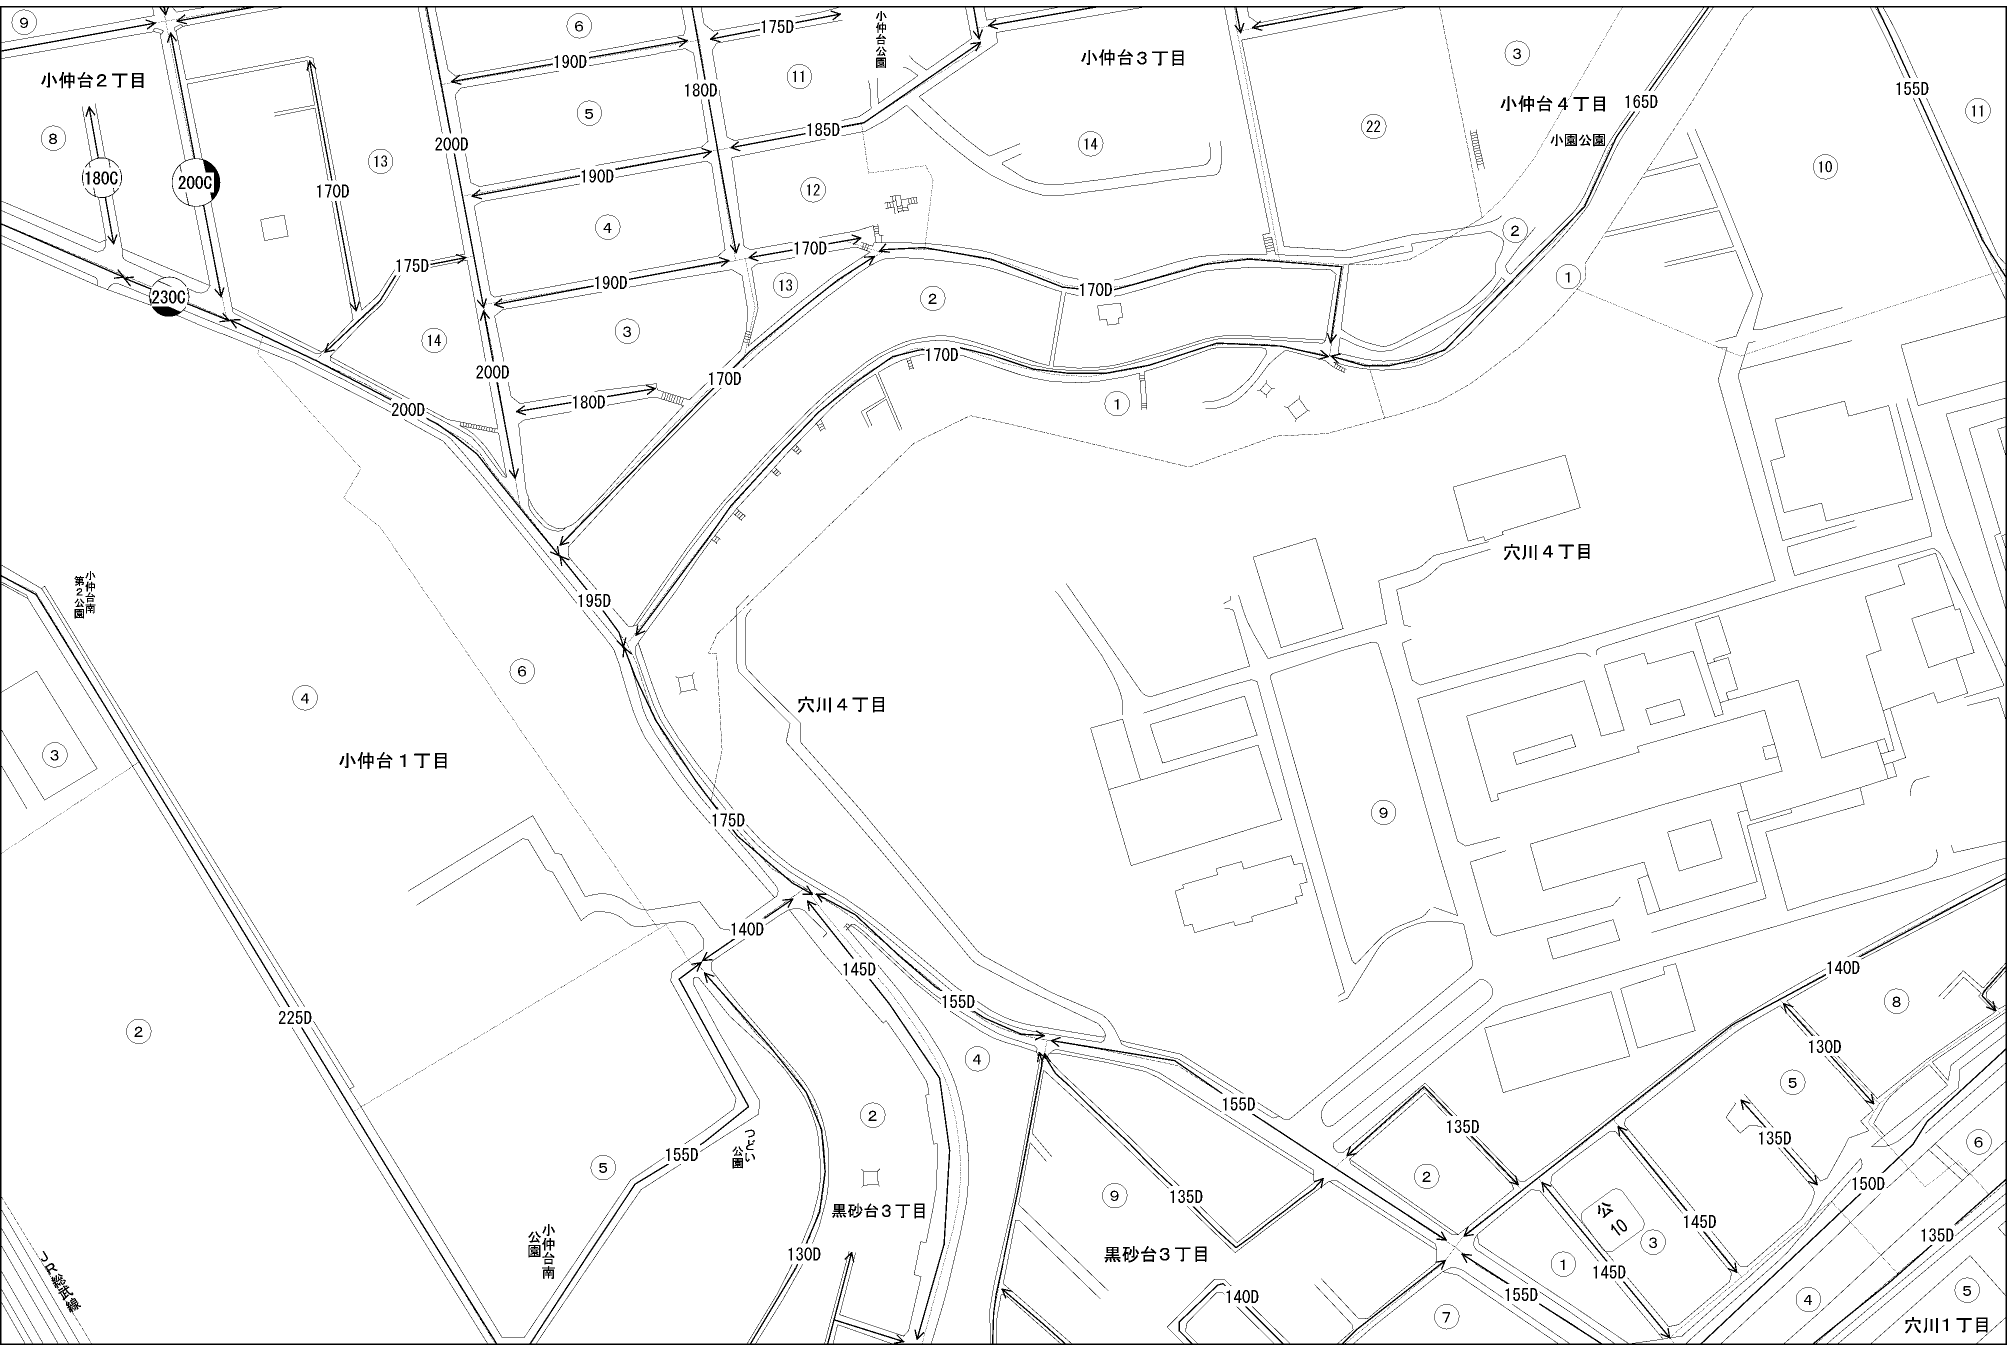 ⑨
小仲台２丁目
⑧
180C
200C
230C
170D
175D
⑬
⑭
200D
200D
200D
⑥
190D
⑤
190D
④
190D
③
180D
175D
180D
⑪
185D
⑫
170D
⑬
170D
小仲台公園
小仲台３丁目
⑭
②
170D
170D
①
㉒
③
小仲台４丁目
小園公園
165D
②
①
155D
⑪
⑩
穴川４丁目
195D
小仲台南
第２公園
③
④
⑥
小仲台１丁目
穴川４丁目
175D
⑨
②
225D
140D
145D
155D
④
②
155D
つどい
公園
⑤
小仲台南
公園
130D
黒砂台３丁目
JR総武線
155D
⑨
135D
黒砂台３丁目
140D
135D
②
155D
⑦
140D
⑧
130D
⑤
135D
145D
公
10
③
①
145D
150D
⑥
135D
④
⑤
穴川１丁目